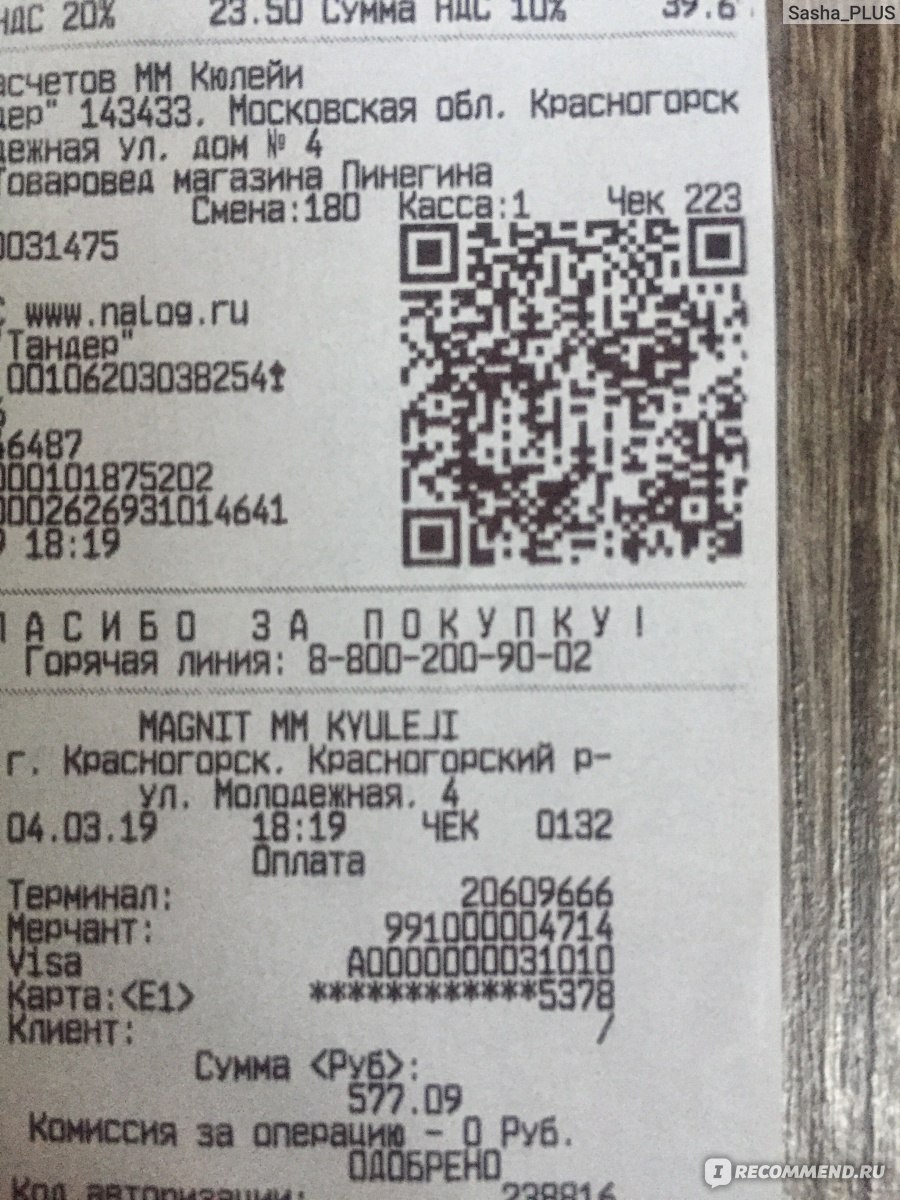 НДС 20% 23.50 Сумма НДС 10%
Sasha_PLUS
асчетов ММ Кюлейи
дер" 143433. Московская обл. Красногорск
дежная ул. дом № 4
Товаровед магазина Пинегина
Смена:180 Касса:1 Чек 223
0031475
С www.nalog.ru
"Тандер"
00106203038254
46487
000101875202
0002626931014641
9 18:19
ПАСИБО ЗА ПОКУПКУ!
Горячая линия: 8-800-200-90-02
MAGNIT MM KYULEJI
г. Красногорск. Красногорский р-
ул. Молодежная. 4
04.03.19 18:19 ЧЕК 0132
Оплата
Терминал: 20609666
Мерчант: 991000004714
Visa A0000000031010
Карта:<E1> ************5378
Клиент: /
Сумма <Руб>:
577.09
Комиссия за операцию - 0 Руб.
ОДОБРЕНО
Код авторизации: 238816
IRECOMMEND.RU